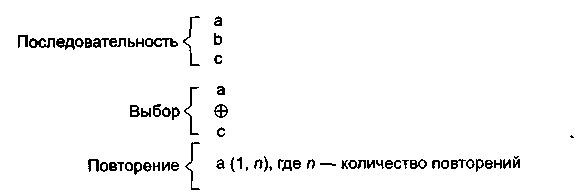 a
Последовательность b
c
a
Выбор ⊕
c
Повторение a (1, n), где n — количество повторений